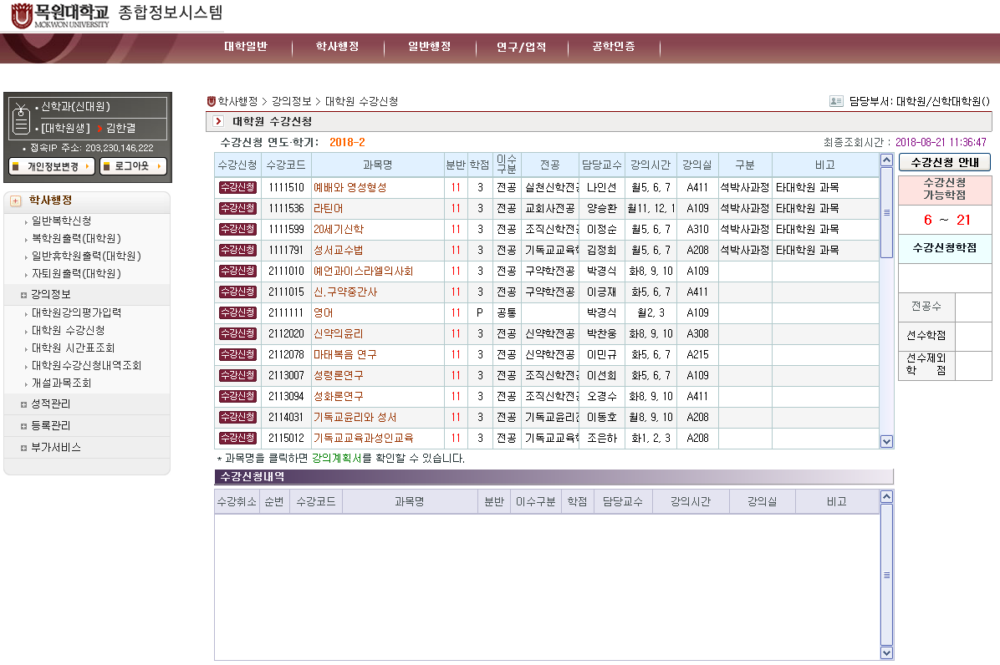 목원대학교 종합정보시스템
MOKWON UNIVERSITY
대학일반 학사행정 일반행정 연구/업적 공학인증
신학과(신대원)
[대학원생] 김한결
접속IP 주소: 203,230,146,222
개인정보변경 로그아웃
학사행정
일반복학신청
복학원출력(대학원)
일반휴학원출력(대학원)
자퇴원출력(대학원)
강의정보
대학원강의평가입력
대학원 수강신청
대학원 시간표조회
대학원수강신청내역조회
개설과목조회
성적관리
등록관리
부가서비스
학사행정 > 강의정보 > 대학원 수강신청 담당부서: 대학원/신학대학원()
대학원 수강신청
수강신청 연도·학기: 2018-2 최종조회시간 : 2018-08-21 11:36:47
수강신청 수강코드 과목명 분반 학점 이수구분 전공 담당교수 강의시간 강의실 구분 비고
수강신청 1111510 예배와 영성형성 11 3 전공 실천신학전공 나인선 월5, 6, 7 A411 석박사과정 타대학원 과목
수강신청 1111536 라틴어 11 3 전공 교회사전공 양승환 월11, 12, 1 A109 석박사과정 타대학원 과목
수강신청 1111599 20세기신학 11 3 전공 조직신학전공 이정순 월5, 6, 7 A310 석박사과정 타대학원 과목
수강신청 1111791 성서교수법 11 3 전공 기독교교육학 김정희 월5, 6, 7 A208 석박사과정 타대학원 과목
수강신청 2111010 예언과이스라엘의사회 11 3 전공 구약학전공 박경식 화8, 9, 10 A109
수강신청 2111015 신,구약중간사 11 3 전공 구약학전공 이긍재 화5, 6, 7 A411
수강신청 2111111 영어 11 P 공통 박경식 월2, 3 A109
수강신청 2112020 신약의윤리 11 3 전공 신약학전공 박찬웅 화8, 9, 10 A308
수강신청 2112078 마태복음 연구 11 3 전공 신약학전공 이민규 화5, 6, 7 A215
수강신청 2113007 성령론연구 11 3 전공 조직신학전공 이선희 화5, 6, 7 A109
수강신청 2113094 성화론연구 11 3 전공 조직신학전공 오경수 화8, 9, 10 A411
수강신청 2114031 기독교윤리와 성서 11 3 전공 기독교윤리전 이동호 월8, 9, 10 A208
수강신청 2115012 기독교교육과성인교육 11 3 전공 기독교교육학 조은하 화1, 2, 3 A208
* 과목명을 클릭하면 강의계획서를 확인할 수 있습니다.
수강신청내역
수강취소 순번 수강코드 과목명 분반 이수구분 학점 담당교수 강의시간 강의실 비고
수강신청 안내
수강신청
가능학점
6 ~ 21
수강신청학점
전공수
선수학점
선수제외
학 점